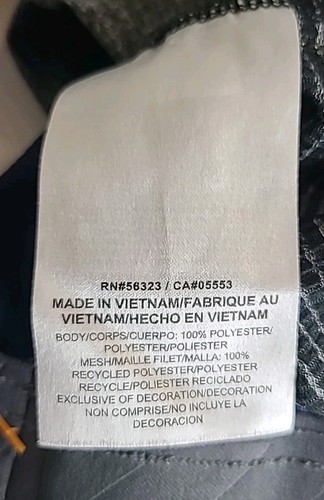 RN#56323 / CA#05553
MADE IN VIETNAM/FABRIQUE AU
VIETNAM/HECHO EN VIETNAM
BODY/CORPS/CUERPO: 100% POLYESTER/
POLYESTER/POLIESTER
MESH/MAILLE FILET/MALLA: 100%
RECYCLED POLYESTER/POLYESTER
RECYCLE/POLIESTER RECICLADO
EXCLUSIVE OF DECORATION/DECORATION
NON COMPRISE/NO INCLUYE LA
DECORACION